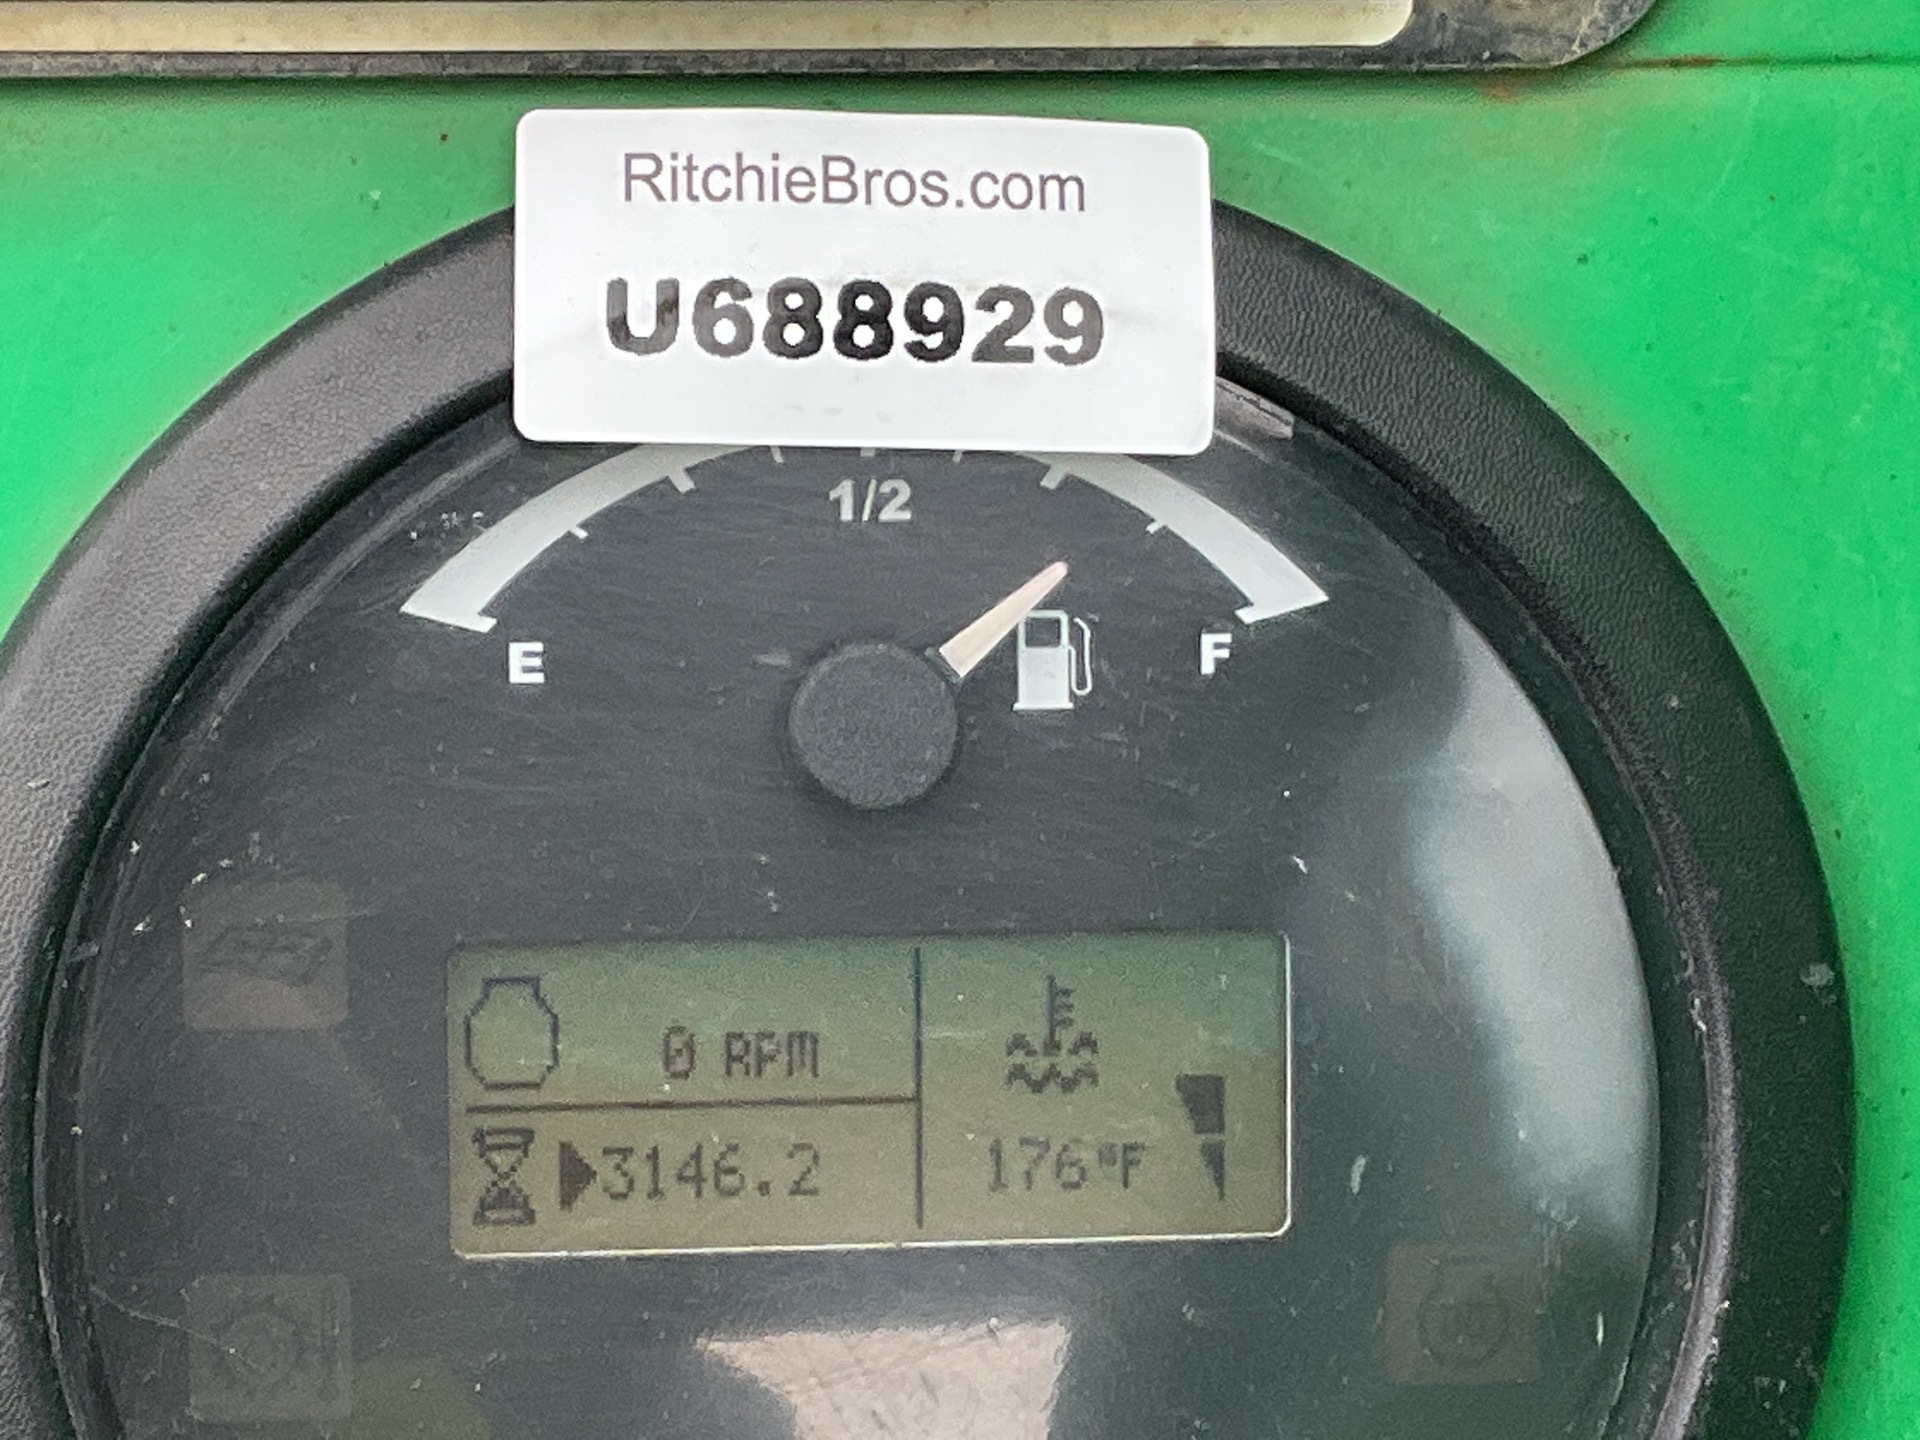 RitchieBros.com
U688929
1/2
E
F
0 RPM
3146.2
176°F